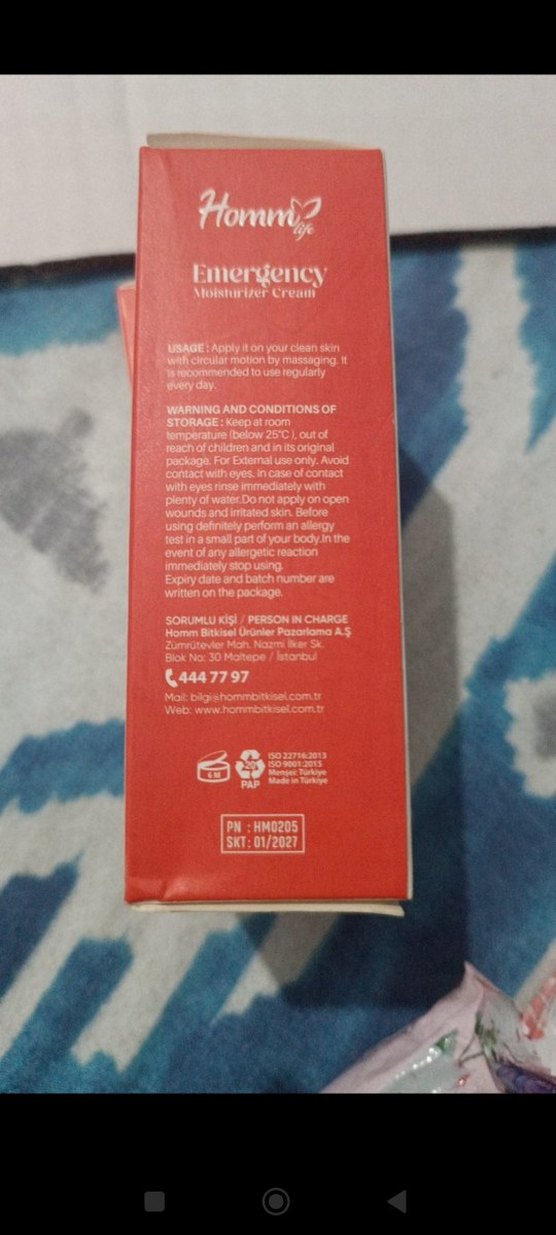 Homm life
Emergency
Moisturizer Cream
USAGE : Apply it on your clean skin
with circular motion by massaging. It
is recommended to use regularly
every day.
WARNING AND CONDITIONS OF
STORAGE : Keep at room
temperature (below 25°C ), out of
reach of children and in its original
package. For External use only. Avoid
contact with eyes. In case of contact
with eyes rinse immediately with
plenty of water.Do not apply on open
wounds and irritated skin. Before
using definitely perform an allergy
test in a small part of your body.In the
event of any allergetic reaction
immediately stop using.
Expiry date and batch number are
written on the package.
SORUMLU KİŞİ / PERSON IN CHARGE
Homm Bitkisel Ürünler Pazarlama A.Ş
Zümrütevler Mah. Nazmi İlker Sk.
Blok No: 30 Maltepe / İstanbul
444 77 97
Mail: bilgi@hommbitkisel.com.tr
Web: www.hommbitkisel.com.tr
6 M
20
PAP
ISO 22716:2013
ISO 9001:2015
Menşei: Türkiye
Made in Türkiye
PN : HM0205
SKT : 01/2027